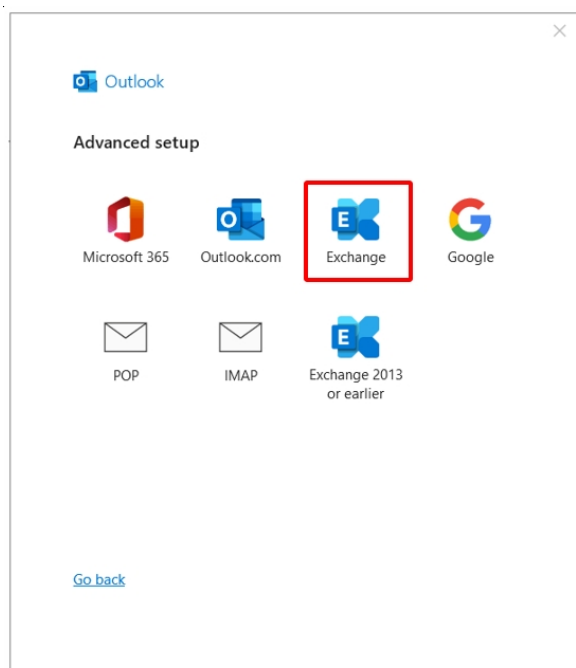 Outlook
Advanced setup
Microsoft 365
Outlook.com
Exchange
Google
POP
IMAP
Exchange 2013
or earlier
Go back